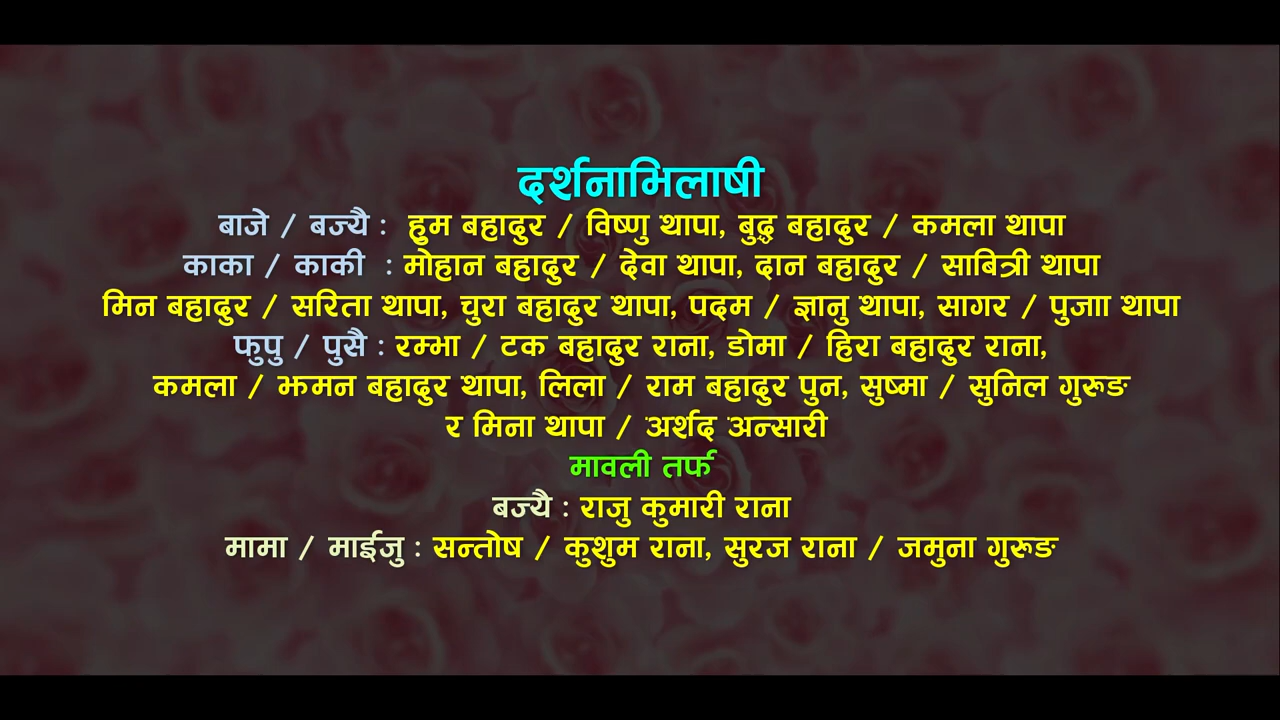 दर्शनाभिलाषी
बाजे / बज्यै : हुम बहादुर / विष्णु थापा, बुद्ध बहादुर / कमला थापा
काका / काकी : मोहान बहादुर / देवा थापा, दान बहादुर / साबित्री थापा
मिन बहादुर / सरिता थापा, चुरा बहादुर थापा, पदम / ज्ञानु थापा, सागर / पुजाा थापा
फुपु / पुसै : रम्भा / टक बहादुर राना, डोमा / हिरा बहादुर राना,
कमला / झमन बहादुर थापा, लिला / राम बहादुर पुन, सुष्मा / सुनिल गुरूङ
र मिना थापा / अर्शद अन्सारी
मावली तर्फ
बज्यै : राजु कुमारी राना
मामा / माईजु : सन्तोष / कुशुम राना, सुरज राना / जमुना गुरूङ